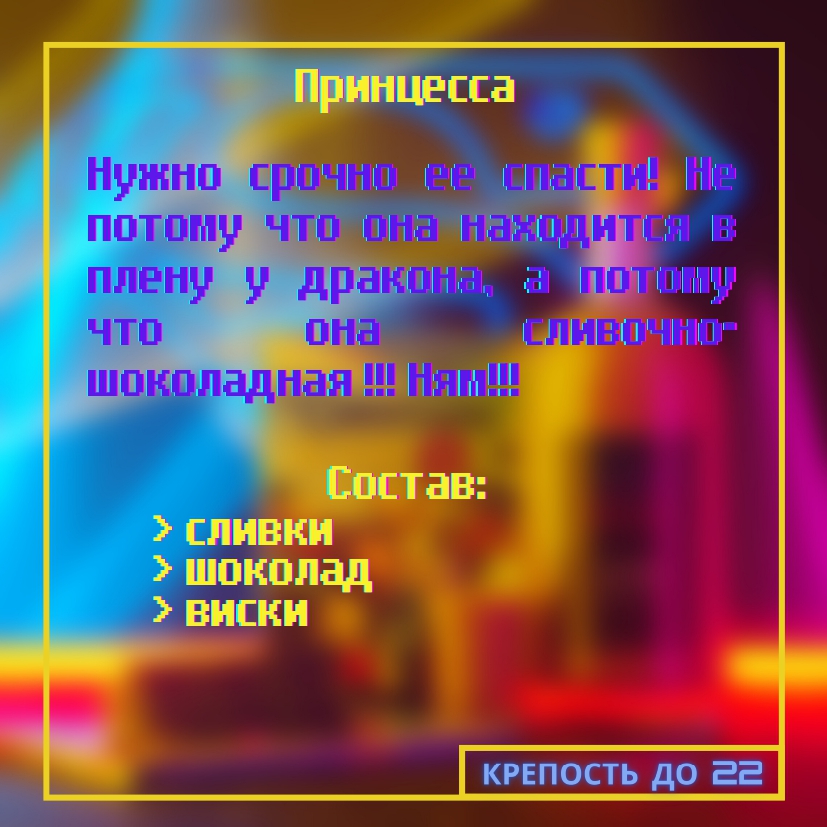 Принцесса
Нужно срочно ее спасти! Не
потому что она находится в
плену у дракона, а потому
что она сливочно-
шоколадная !!! Ням!!!
Состав:
> сливки
> шоколад
> виски
КРЕПОСТЬ ДО 22